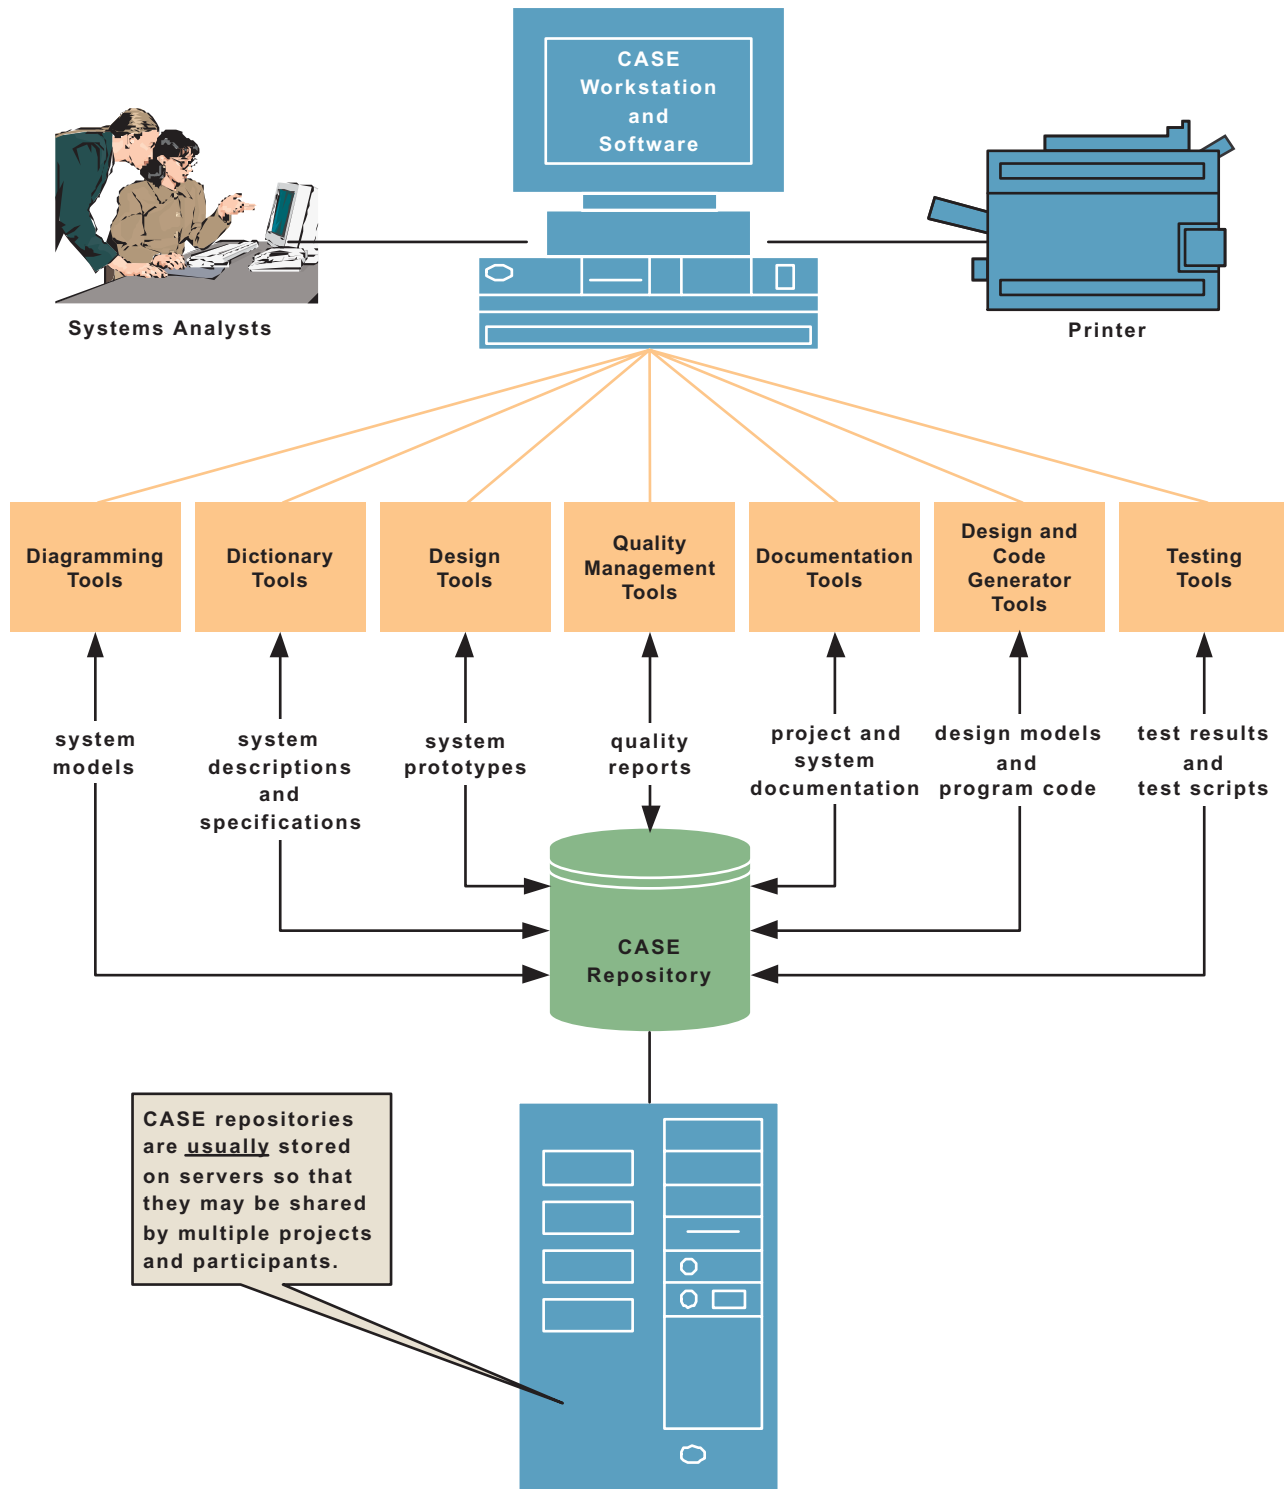 CASE
Workstation
and
Software
Systems Analysts
Printer
Diagramming
Tools
Dictionary
Tools
Design
Tools
Quality
Management
Tools
Documentation
Tools
Design and
Code
Generator
Tools
Testing
Tools
system
models
system
descriptions
and
specifications
system
prototypes
quality
reports
project and
system
documentation
design models
and
program code
test results
and
test scripts
CASE
Repository
CASE repositories
are usually stored
on servers so that
they may be shared
by multiple projects
and participants.